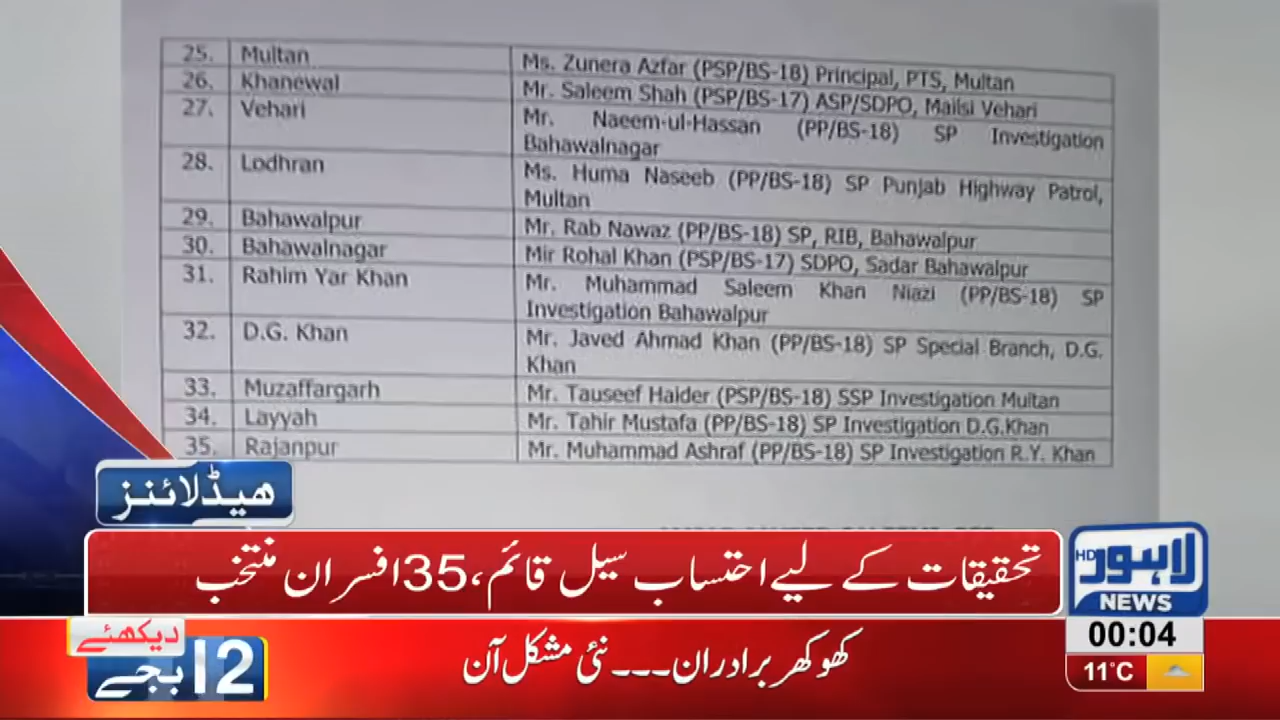 25. Multan Ms. Zunera Azfar (PSP/BS-18) Principal, PTS, Multan
26. Khanewal Mr. Saleem Shah (PSP/BS-17) ASP/SDPO, Mailsi Vehari
27. Vehari Mr. Naeem-ul-Hassan (PP/BS-18) SP Investigation
Bahawalnagar
28. Lodhran Ms. Huma Naseeb (PP/BS-18) SP Punjab Highway Patrol,
Multan
29. Bahawalpur Mr. Rab Nawaz (PP/BS-18) SP, RIB, Bahawalpur
30. Bahawalnagar Mir Rohal Khan (PSP/BS-17) SDPO, Sadar Bahawalpur
31. Rahim Yar Khan Mr. Muhammad Saleem Khan Niazi (PP/BS-18) SP
Investigation Bahawalpur
32. D.G. Khan Mr. Javed Ahmad Khan (PP/BS-18) SP Special Branch, D.G.
Khan
33. Muzaffargarh Mr. Tauseef Haider (PSP/BS-18) SSP Investigation Multan
34. Layyah Mr. Tahir Mustafa (PP/BS-18) SP Investigation D.G.Khan
35. Rajanpur Mr. Muhammad Ashraf (PP/BS-18) SP Investigation R.Y. Khan
ہیڈلائنز
تحقیقات کے لیے احتساب سیل قائم، 35 افسران منتخب
لاہور HD
NEWS
00:04
11°C
دیکھئے
12 بجے
کھوکھر برادران۔۔۔ نئی مشکل آن